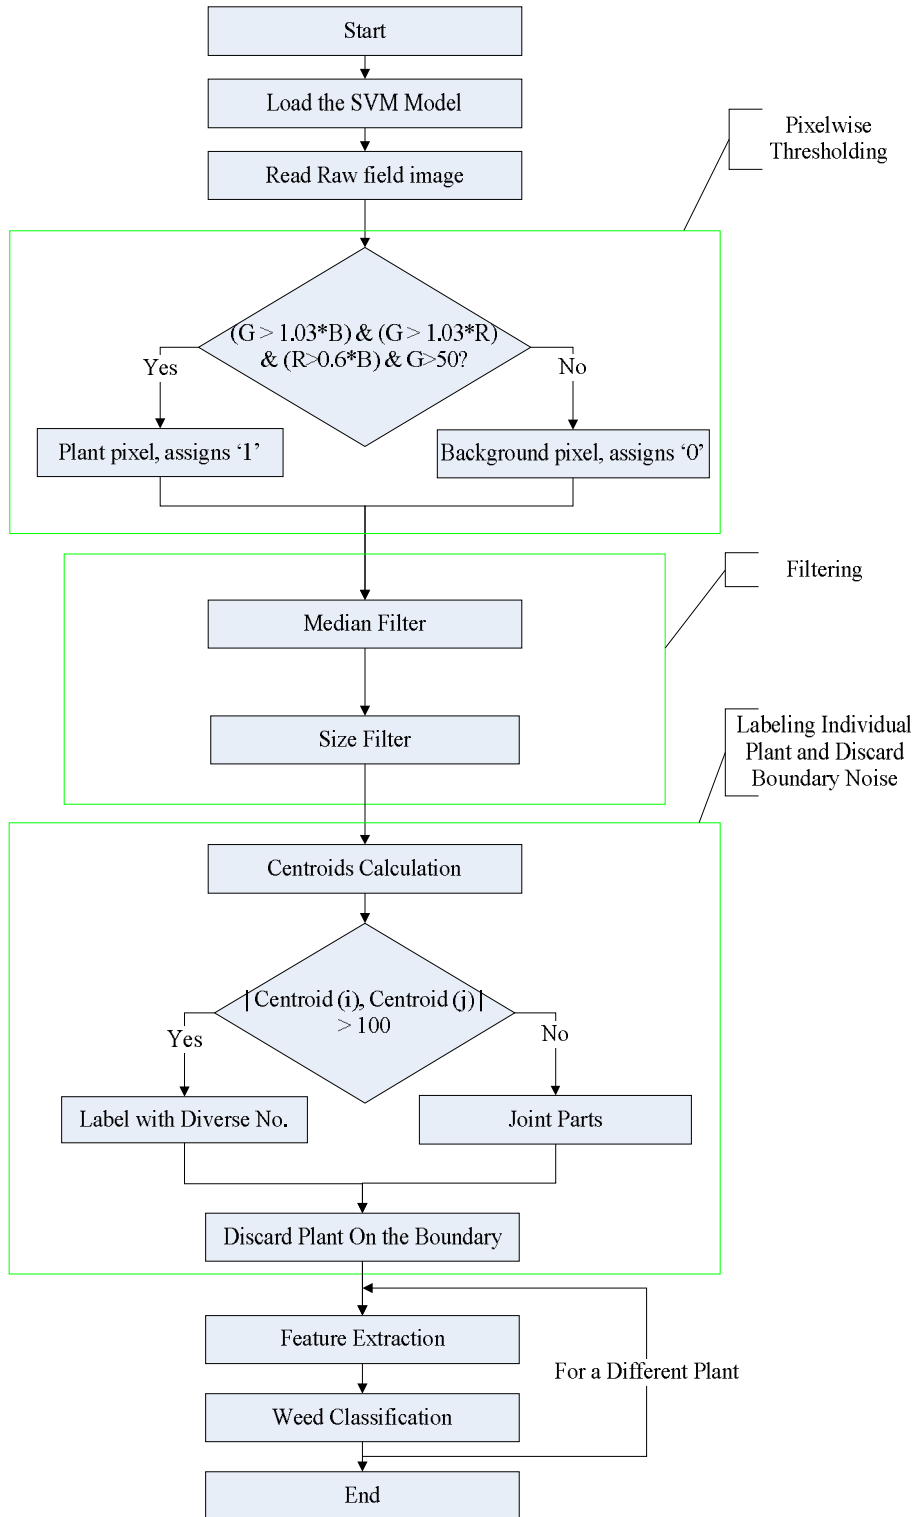 Start
Load the SVM Model
Pixelwise
Thresholding
Read Raw field image
(G > 1.03*B) & (G > 1.03*R)
& (R>0.6*B) & G>50?
Yes
No
Plant pixel, assigns ‘1’
Background pixel, assigns ‘0’
Filtering
Median Filter
Size Filter
Labeling Individual
Plant and Discard
Boundary Noise
Centroids Calculation
| Centroid (i), Centroid (j) |
> 100
Yes
No
Label with Diverse No.
Joint Parts
Discard Plant On the Boundary
Feature Extraction
For a Different Plant
Weed Classification
End